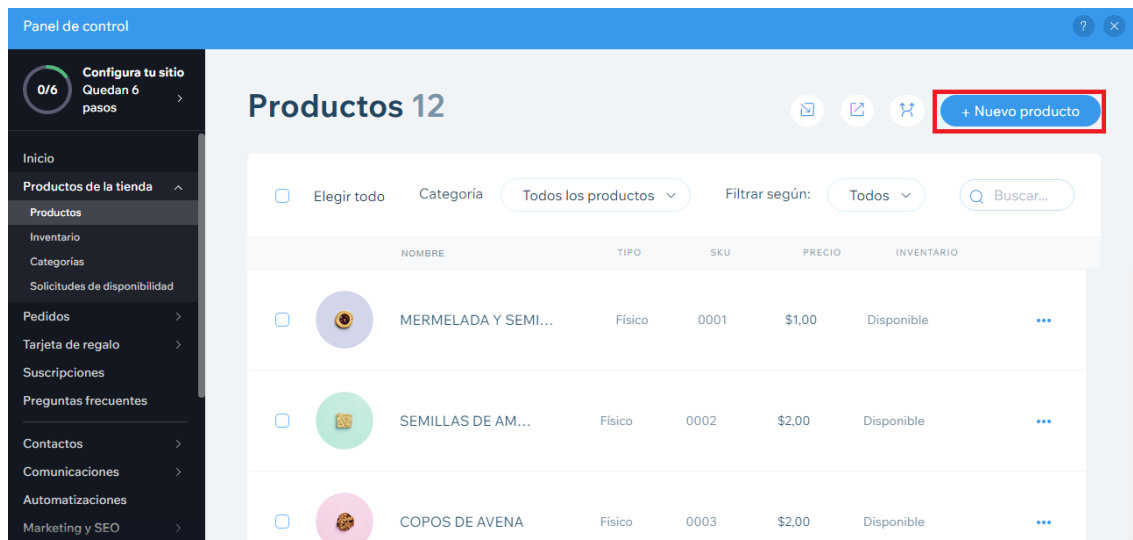 Panel de control
?
0/6
Configura tu sitio
Quedan 6
pasos
Inicio
Productos de la tienda
Productos
Inventario
Categorías
Solicitudes de disponibilidad
Pedidos
Tarjeta de regalo
Suscripciones
Preguntas frecuentes
Contactos
Comunicaciones
Automatizaciones
Marketing y SEO
Productos 12
+ Nuevo producto
Elegir todo Categoría Todos los productos Filtrar según: Todos Buscar...
NOMBRE TIPO SKU PRECIO INVENTARIO
MERMELADA Y SEMI... Físico 0001 $1,00 Disponible
SEMILLAS DE AM... Físico 0002 $2,00 Disponible
COPOS DE AVENA Físico 0003 $2,00 Disponible